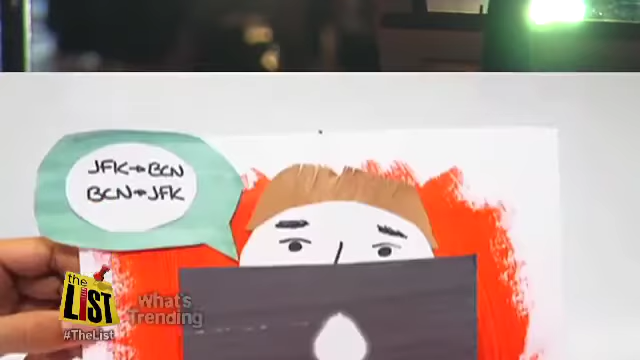 JFK→BCN
BCN→JFK
the
LIST
#TheList
What's
Trending